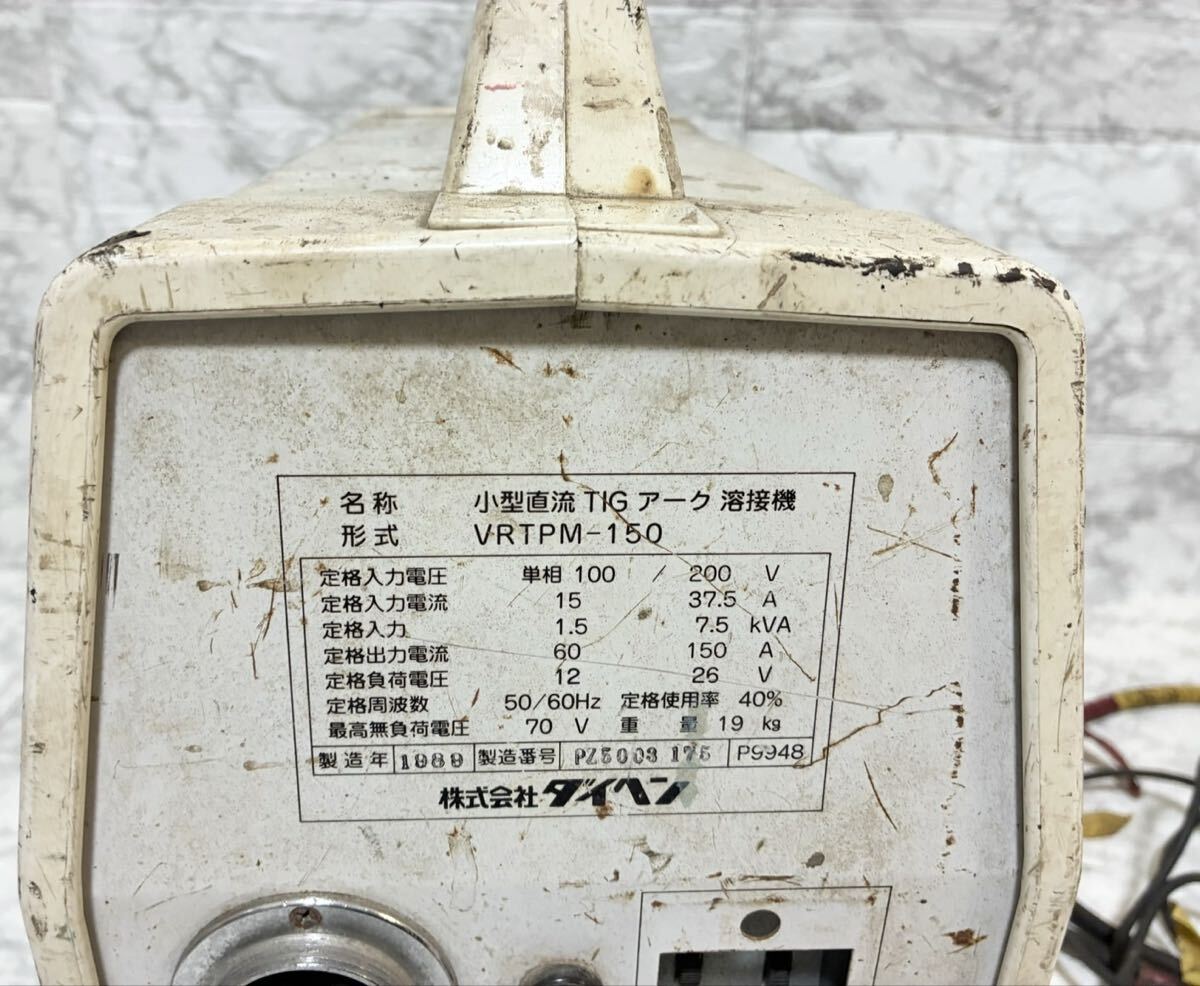 名称 小型直流 TIG アーク 溶接機
形式 VRTPM-150
定格入力電圧 単相 100 / 200 V
定格入力電流 15 37.5 A
定格入力 1.5 7.5 kVA
定格出力電流 60 150 A
定格負荷電圧 12 26 V
定格周波数 50/60Hz 定格使用率 40%
最高無負荷電圧 70 V 重量 19 kg
製造年 1989 製造番号 PZ5003 175 P9948
株式会社ダイヘン